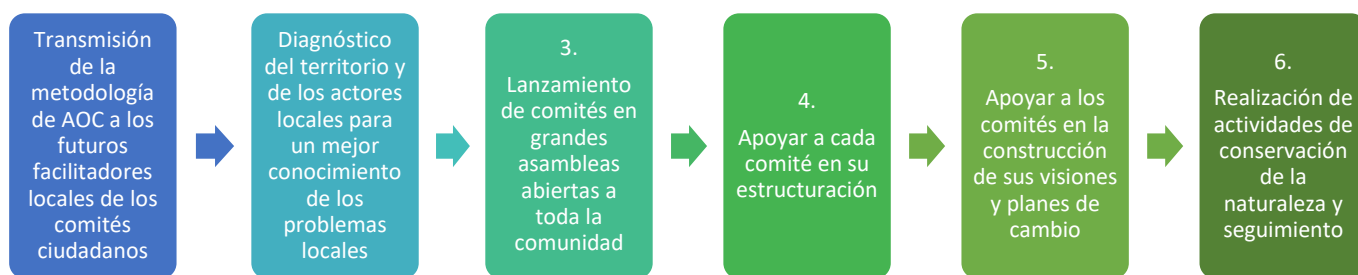 Transmisión
de la
metodología
de AOC a los
futuros
facilitadores
locales de los
comités
ciudadanos
Diagnóstico
del territorio y
de los actores
locales para
un mejor
conocimiento
de los
problemas
locales
3.
Lanzamiento
de comités en
grandes
asambleas
abiertas a
toda la
comunidad
4.
Apoyar a cada
comité en su
estructuración
5.
Apoyar a los
comités en la
construcción
de sus visiones
y planes de
cambio
6.
Realización de
actividades de
conservación
de la
naturaleza y
seguimiento